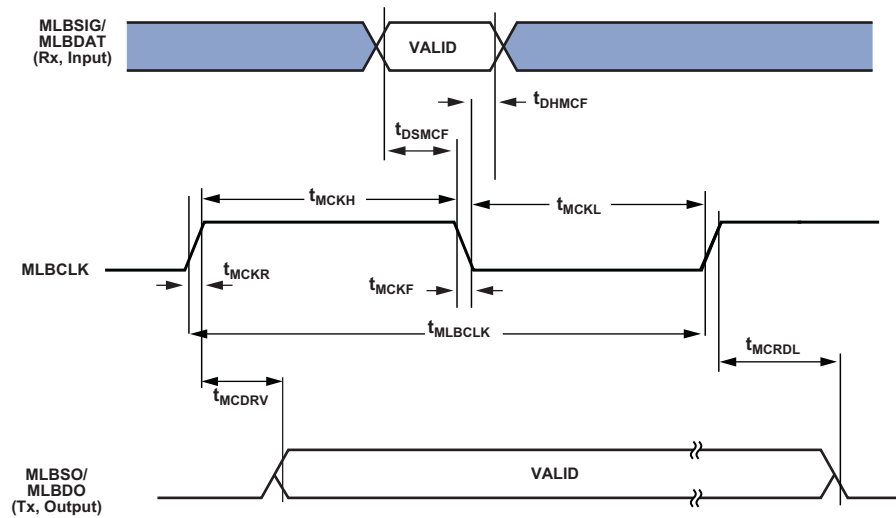 MLBSIG/
MLBDAT
(Rx, Input)
VALID
tDHMCF
tDSMCF
tMCKH
tMCKL
MLBCLK
tMCKR
tMCKF
tMLBCLK
tMCRDL
tMCDRV
MLBSO/
MLBDO
(Tx, Output)
VALID